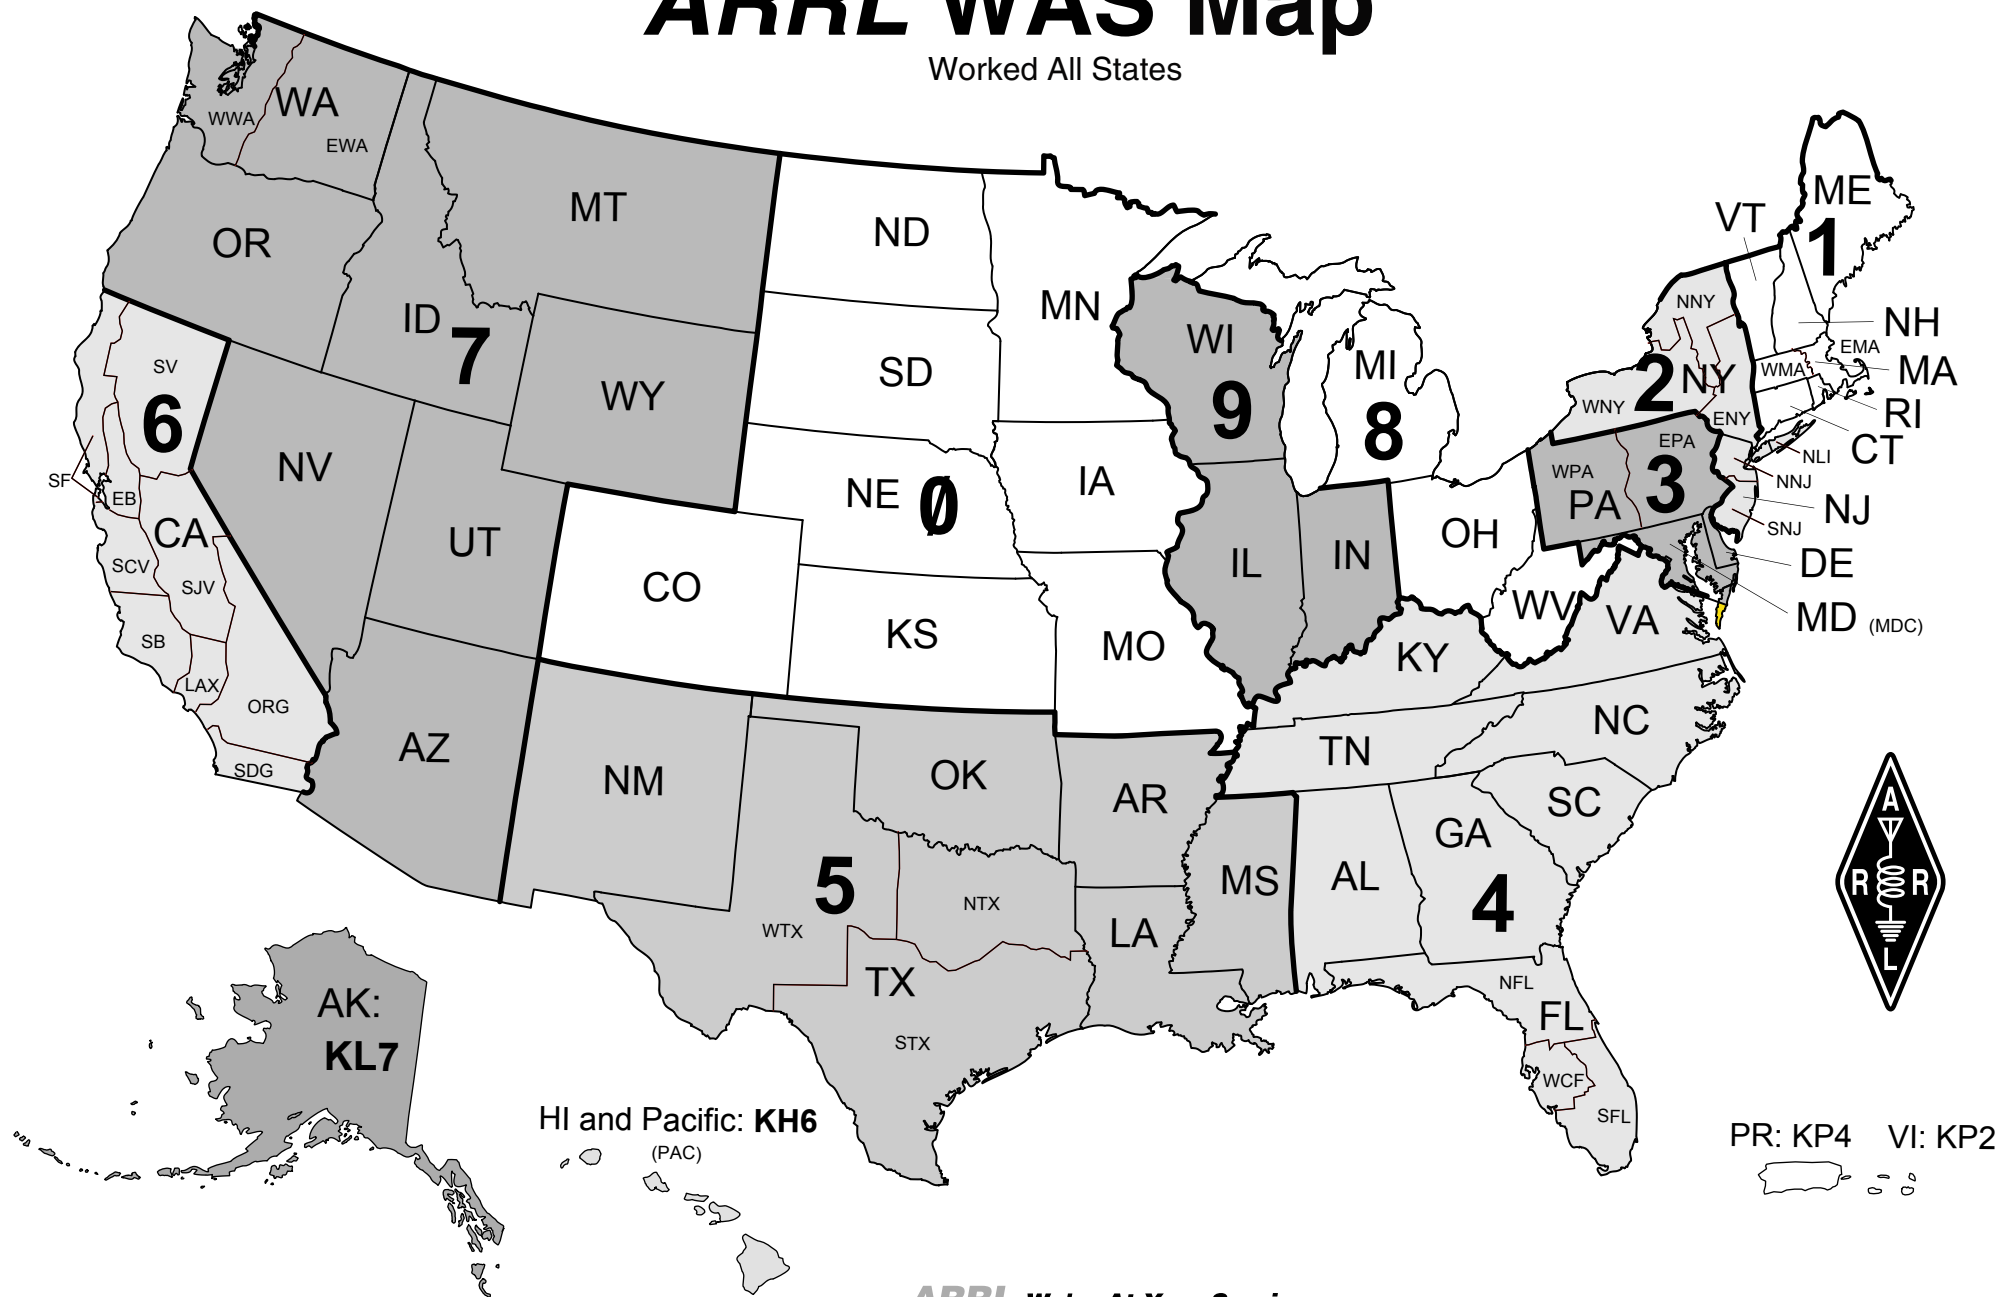 ARRL WAS Map
Worked All States
WA
WWA
EWA
MT
OR
ID
7
ND
MN
VT
ME
1
WI
9
MI
8
NNY
2
NY
WNY
ENY
NH
EMA
WMA
MA
RI
CT
SV
6
WY
SD
EPA
WPA
3
PA
NLI
NNJ
NJ
SNJ
SF
EB
CA
NV
UT
NE
Ø
IA
IL
IN
OH
DE
MD (MDC)
SCV
SJV
SB
LAX
ORG
SDG
CO
KS
MO
WV
VA
KY
AZ
NM
OK
AR
TN
NC
SC
5
WTX
NTX
TX
STX
LA
MS
AL
GA
4
NFL
FL
WCF
SFL
A
R
R
L
AK:
KL7
HI and Pacific: KH6
(PAC)
PR: KP4
VI: KP2